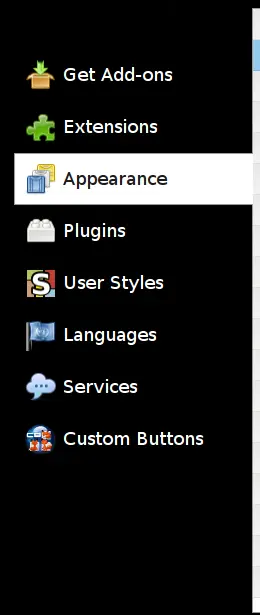 Get Add-ons
Extensions
Appearance
Plugins
S User Styles
Languages
Services
Custom Buttons